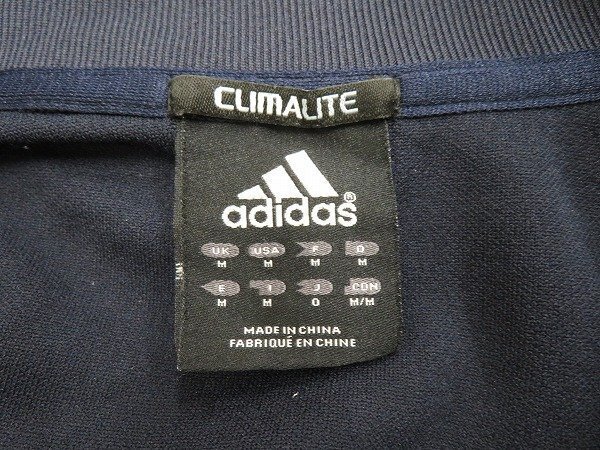 CLIMALITE
adidas®
UK USA F D
M M M M
E I J CDN
M M O M/M
MADE IN CHINA
FABRIQUÉ EN CHINE